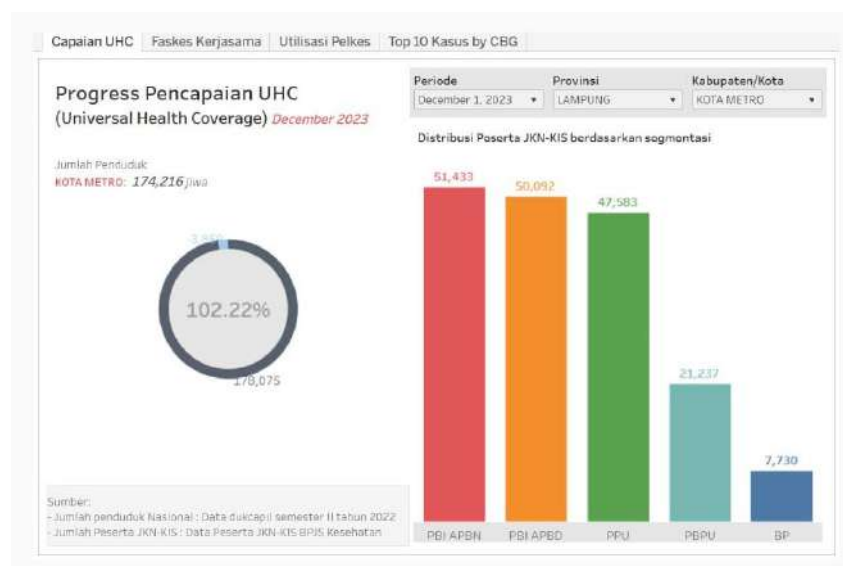 Capaian UHC Faskes Kerjasama Utilisasi Pelkes Top 10 Kasus by CBG
Progress Pencapaian UHC
(Universal Health Coverage) December 2023
Jumlah Penduduk
KOTA METRO: 174,216 jiwa
102.22%
178,075
Sumber:
- Jumlah penduduk Nasional : Data dukcapil semester II tahun 2022
- Jumlah Peserta JKN-KIS : Data Peserta JKN-KIS BPJS Kesehatan
Periode Provinsi Kabupaten/Kota
December 1, 2023 LAMPUNG KOTA METRO
Distribusi Peserta JKN-KIS berdasarkan segmentasi
51,433
50,092
47,583
21,237
7,730
PBI APBN PBI APBD PPU PBPU BP